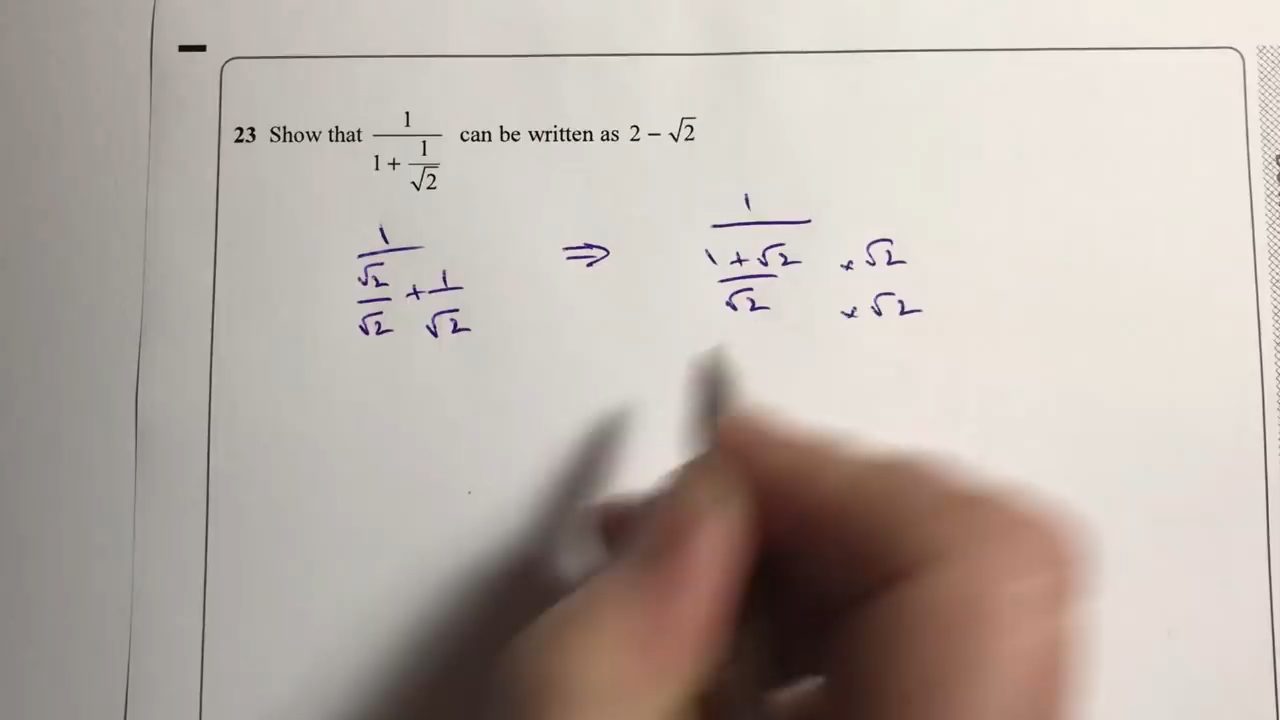 23 Show that 1/(1 + 1/√2) can be written as 2 − √2
1/(√2/√2 + 1/√2) ⇒ 1/((1 + √2)/√2) × √2
× √2